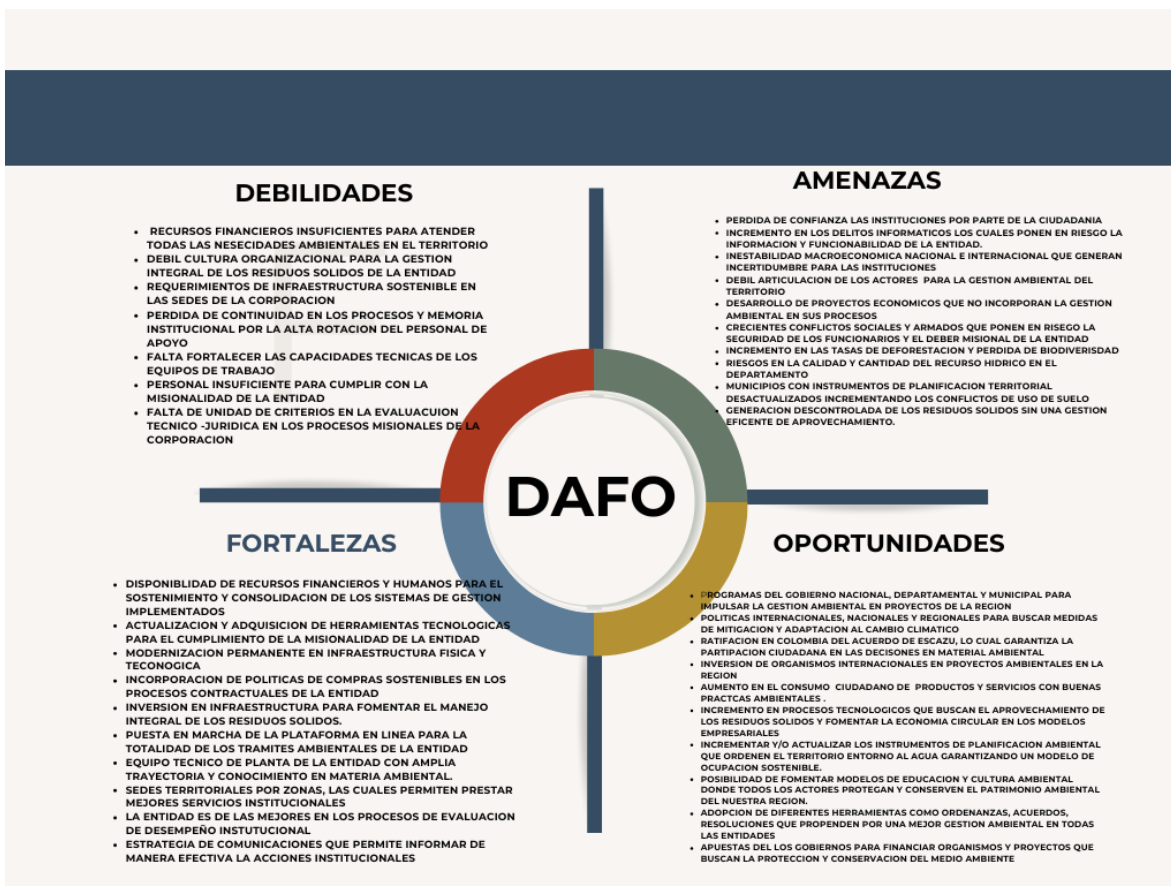 DEBILIDADES
• RECURSOS FINANCIEROS INSUFICIENTES PARA ATENDER
TODAS LAS NESECIDADES AMBIENTALES EN EL TERRITORIO
• DEBIL CULTURA ORGANIZACIONAL PARA LA GESTION
INTEGRAL DE LOS RESIDUOS SOLIDOS DE LA ENTIDAD
• REQUERIMIENTOS DE INFRAESTRUCTURA SOSTENIBLE EN
LAS SEDES DE LA CORPORACION
• PERDIDA DE CONTINUIDAD EN LOS PROCESOS Y MEMORIA
INSTITUCIONAL POR LA ALTA ROTACION DEL PERSONAL DE
APOYO
• FALTA FORTALECER LAS CAPACIDADES TECNICAS DE LOS
EQUIPOS DE TRABAJO
• PERSONAL INSUFICIENTE PARA CUMPLIR CON LA
MISIONALIDAD DE LA ENTIDAD
• FALTA DE UNIDAD DE CRITERIOS EN LA EVALUACUION
TECNICO -JURIDICA EN LOS PROCESOS MISIONALES DE LA
CORPORACION
AMENAZAS
• PERDIDA DE CONFIANZA LAS INSTITUCIONES POR PARTE DE LA CIUDADANIA
• INCREMENTO EN LOS DELITOS INFORMATICOS LOS CUALES PONEN EN RIESGO LA
INFORMACION Y FUNCIONABILIDAD DE LA ENTIDAD.
• INESTABILIDAD MACROECONOMICA NACIONAL E INTERNACIONAL QUE GENERAN
INCERTIDUMBRE PARA LAS INSTITUCIONES
• DEBIL ARTICULACION DE LOS ACTORES PARA LA GESTION AMBIENTAL DEL
TERRITORIO
• DESARROLLO DE PROYECTOS ECONOMICOS QUE NO INCORPORAN LA GESTION
AMBIENTAL EN SUS PROCESOS
• CRECIENTES CONFLICTOS SOCIALES Y ARMADOS QUE PONEN EN RISEGO LA
SEGURIDAD DE LOS FUNCIONARIOS Y EL DEBER MISIONAL DE LA ENTIDAD
• INCREMENTO EN LAS TASAS DE DEFORESTACION Y PERDIDA DE BIODIVERISDAD
• RIESGOS EN LA CALIDAD Y CANTIDAD DEL RECURSO HIDRICO EN EL
DEPARTAMENTO
• MUNICIPIOS CON INSTRUMENTOS DE PLANIFICACION TERRITORIAL
DESACTUALIZADOS INCREMENTANDO LOS CONFLICTOS DE USO DE SUELO
• GENERACION DESCONTROLADA DE LOS RESIDUOS SOLIDOS SIN UNA GESTION
EFICENTE DE APROVECHAMIENTO.
DAFO
FORTALEZAS
• DISPONIBLIDAD DE RECURSOS FINANCIEROS Y HUMANOS PARA EL
SOSTENIMIENTO Y CONSOLIDACION DE LOS SISTEMAS DE GESTION
IMPLEMENTADOS
• ACTUALIZACION Y ADQUISICION DE HERRAMIENTAS TECNOLOGICAS
PARA EL CUMPLIMIENTO DE LA MISIONALIDAD DE LA ENTIDAD
• MODERNIZACION PERMANENTE EN INFRAESTRUCTURA FISICA Y
TECONOGICA
• INCORPORACION DE POLITICAS DE COMPRAS SOSTENIBLES EN LOS
PROCESOS CONTRACTUALES DE LA ENTIDAD
• INVERSION EN INFRAESTRUCTURA PARA FOMENTAR EL MANEJO
INTEGRAL DE LOS RESIDUOS SOLIDOS.
• PUESTA EN MARCHA DE LA PLATAFORMA EN LINEA PARA LA
TOTALIDAD DE LOS TRAMITES AMBIENTALES DE LA ENTIDAD
• EQUIPO TECNICO DE PLANTA DE LA ENTIDAD CON AMPLIA
TRAYECTORIA Y CONOCIMIENTO EN MATERIA AMBIENTAL.
• SEDES TERRITORIALES POR ZONAS, LAS CUALES PERMITEN PRESTAR
MEJORES SERVICIOS INSTITUCIONALES
• LA ENTIDAD ES DE LAS MEJORES EN LOS PROCESOS DE EVALUACION
DE DESEMPEÑO INSTUTUCIONAL
• ESTRATEGIA DE COMUNICACIONES QUE PERMITE INFORMAR DE
MANERA EFECTIVA LA ACCIONES INSTITUCIONALES
OPORTUNIDADES
• PROGRAMAS DEL GOBIERNO NACIONAL, DEPARTAMENTAL Y MUNICIPAL PARA
IMPULSAR LA GESTION AMBIENTAL EN PROYECTOS DE LA REGION
• POLITICAS INTERNACIONALES, NACIONALES Y REGIONALES PARA BUSCAR MEDIDAS
DE MITIGACION Y ADAPTACION AL CAMBIO CLIMATICO
• RATIFACION EN COLOMBIA DEL ACUERDO DE ESCAZU, LO CUAL GARANTIZA LA
PARTIPACION CIUDADANA EN LAS DECISONES EN MATERIAL AMBIENTAL
• INVERSION DE ORGANISMOS INTERNACIONALES EN PROYECTOS AMBIENTALES EN LA
REGION
• AUMENTO EN EL CONSUMO CIUDADANO DE PRODUCTOS Y SERVICIOS CON BUENAS
PRACTCAS AMBIENTALES .
• INCREMENTO EN PROCESOS TECNOLOGICOS QUE BUSCAN EL APROVECHAMIENTO DE
LOS RESIDUOS SOLIDOS Y FOMENTAR LA ECONOMIA CIRCULAR EN LOS MODELOS
EMPRESARIALES
• INCREMENTAR Y/O ACTUALIZAR LOS INSTRUMENTOS DE PLANIFICACION AMBIENTAL
QUE ORDENEN EL TERRITORIO ENTORNO AL AGUA GARANTIZANDO UN MODELO DE
OCUPACION SOSTENIBLE.
• POSIBILIDAD DE FOMENTAR MODELOS DE EDUCACION Y CULTURA AMBIENTAL
DONDE TODOS LOS ACTORES PROTEGAN Y CONSERVEN EL PATRIMONIO AMBIENTAL
DEL NUESTRA REGION.
• ADOPCION DE DIFERENTES HERRAMIENTAS COMO ORDENANZAS, ACUERDOS,
RESOLUCIONES QUE PROPENDEN POR UNA MEJOR GESTION AMBIENTAL EN TODAS
LAS ENTIDADES
• APUESTAS DEL LOS GOBIERNOS PARA FINANCIAR ORGANISMOS Y PROYECTOS QUE
BUSCAN LA PROTECCION Y CONSERVACION DEL MEDIO AMBIENTE